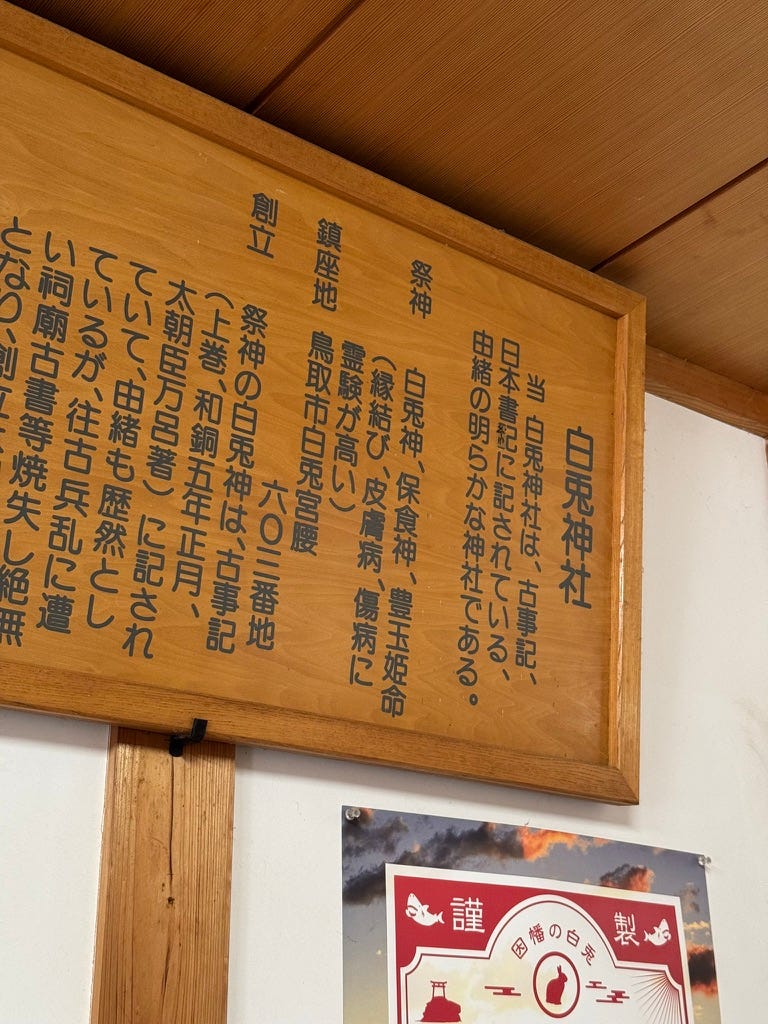 白兎神社
当 白兎神社は、古事記、
日本書紀に記されている、
由緒の明らかな神社である。
祭神 白兎神、保食神、豊玉姫命
（縁結び、皮膚病、傷病に
霊験が高い）
鎮座地 鳥取市白兎宮腰
六〇三番地
創立 祭神の白兎神は、古事記
（上巻、和銅五年正月、
太朝臣万呂著）に記され
ていて、由緒も歴然とし
ているが、往古兵乱に遭
い祠廟古書等焼失し絶無
となり、創立
謹製
因幡の白兎